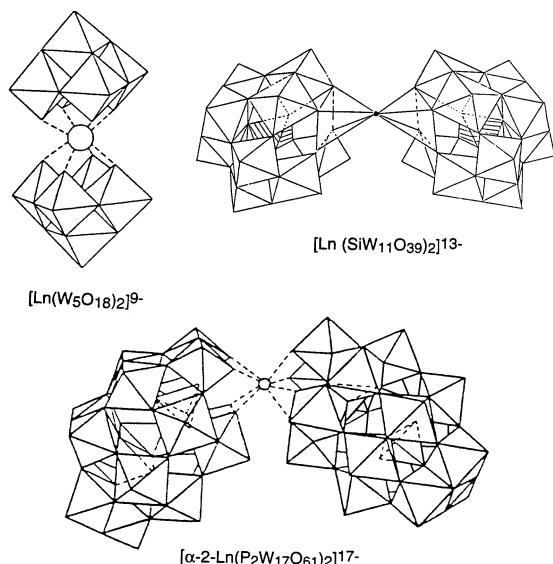 [Ln (SiW₁₁O₃₉)₂]¹³⁻
[Ln(W₅O₁₈)₂]⁹⁻
[α-2-Ln(P₂W₁₇O₆₁)₂]¹⁷⁻